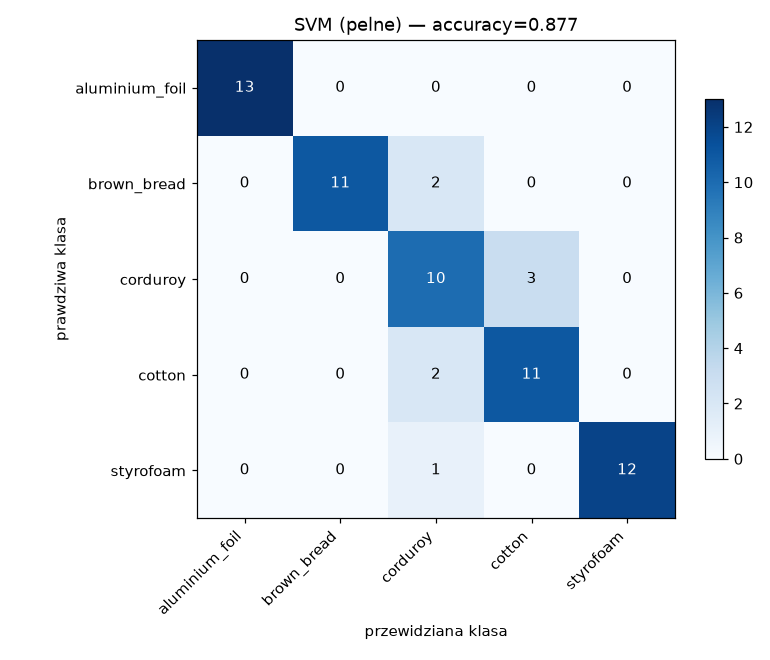 SVM (pelne) — accuracy=0.877
aluminium_foil 13 0 0 0 0
brown_bread 0 11 2 0 0
corduroy 0 0 10 3 0
cotton 0 0 2 11 0
styrofoam 0 0 1 0 12
prawdziwa klasa
aluminium_foil brown_bread corduroy cotton styrofoam
przewidziana klasa
12
10
8
6
4
2
0